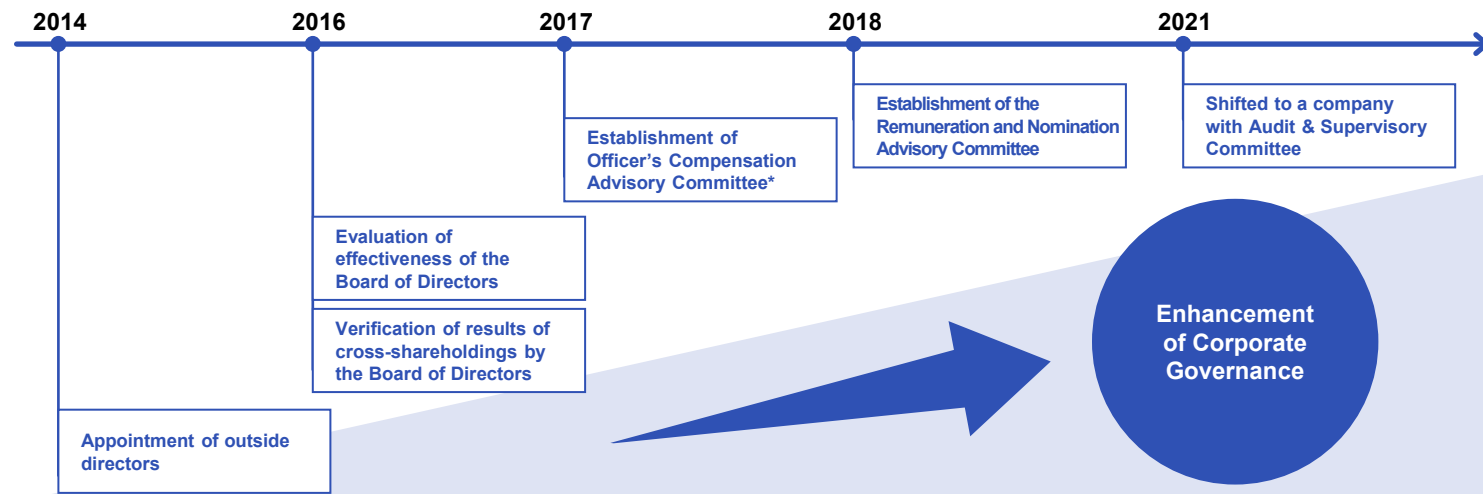 2014
2016
2017
2018
2021
Appointment of outside
directors
Evaluation of
effectiveness of the
Board of Directors
Verification of results of
cross-shareholdings by
the Board of Directors
Establishment of
Officer’s Compensation
Advisory Committee*
Establishment of the
Remuneration and Nomination
Advisory Committee
Shifted to a company
with Audit & Supervisory
Committee
Enhancement
of Corporate
Governance